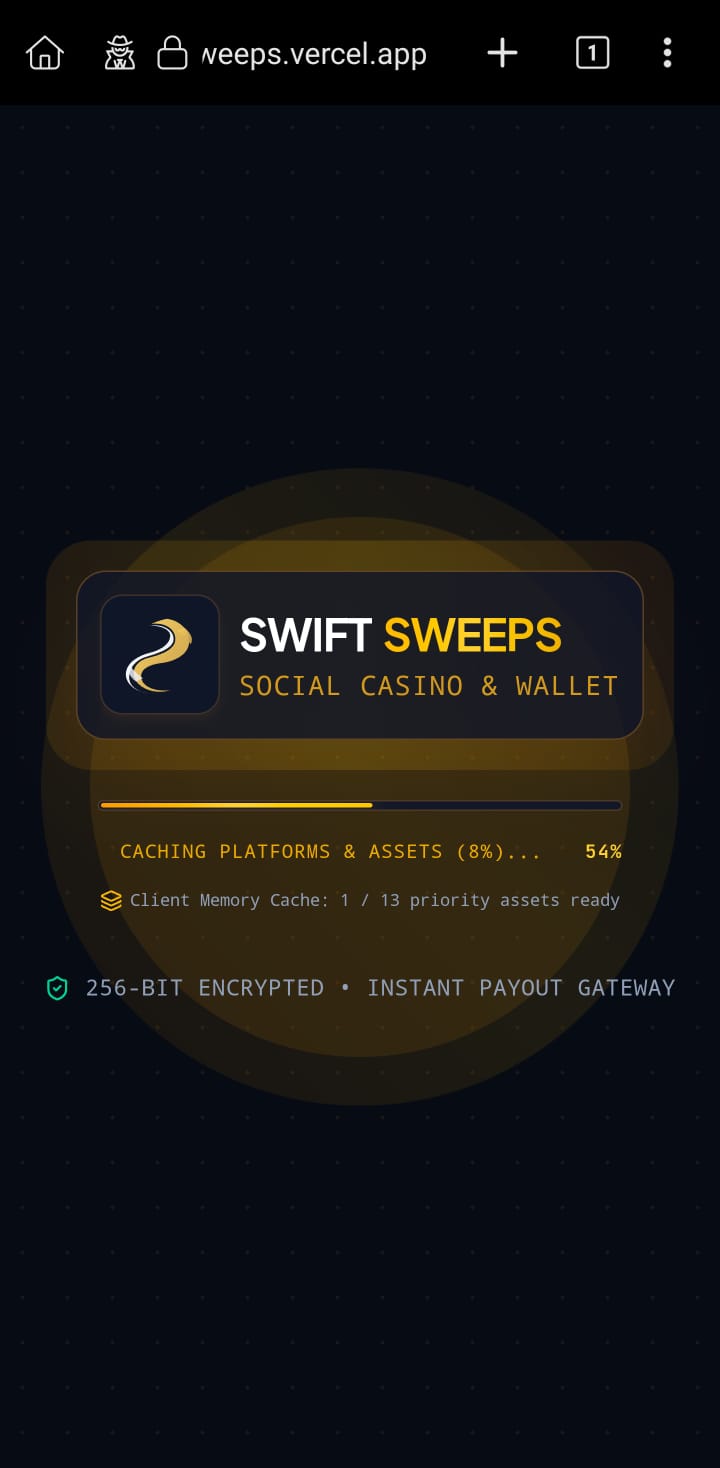 weeps.vercel.app
1
SWIFT SWEEPS
SOCIAL CASINO & WALLET
CACHING PLATFORMS & ASSETS (8%)... 54%
Client Memory Cache: 1 / 13 priority assets ready
256-BIT ENCRYPTED • INSTANT PAYOUT GATEWAY